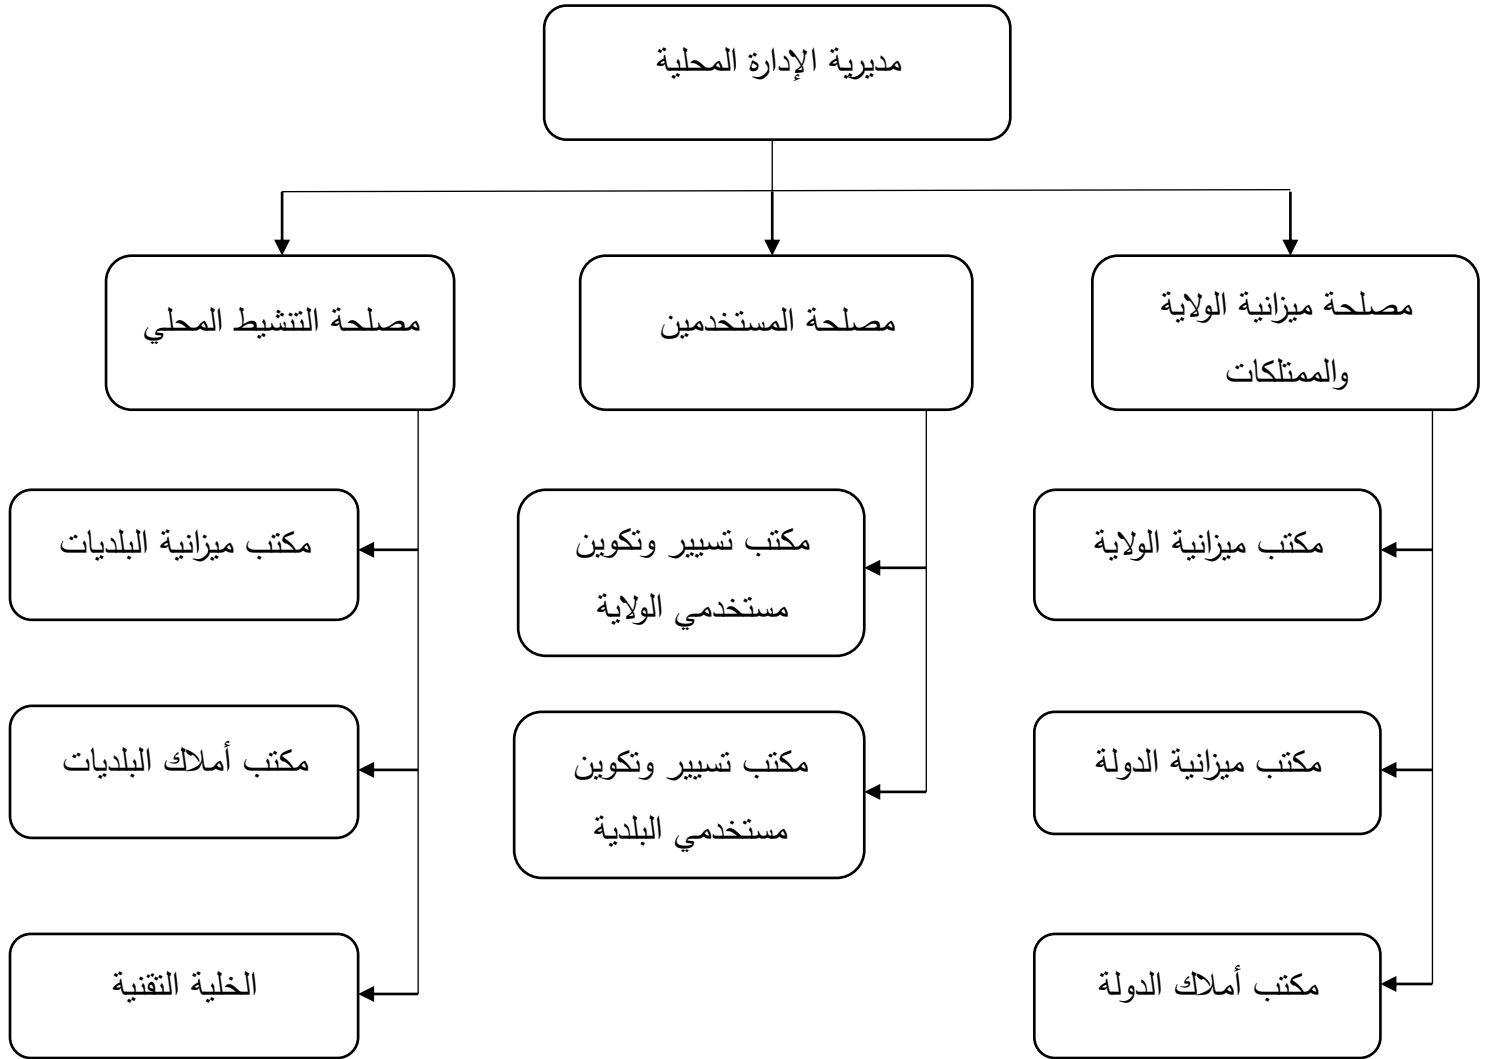 مديرية الإدارة المحلية
مصلحة ميزانية الولاية
والممتلكات
مصلحة المستخدمين
مصلحة التنشيط المحلي
مكتب ميزانية الولاية
مكتب تسيير وتكوين
مستخدمي الولاية
مكتب ميزانية البلديات
مكتب ميزانية الدولة
مكتب تسيير وتكوين
مستخدمي البلدية
مكتب أملاك البلديات
مكتب أملاك الدولة
الخلية التقنية